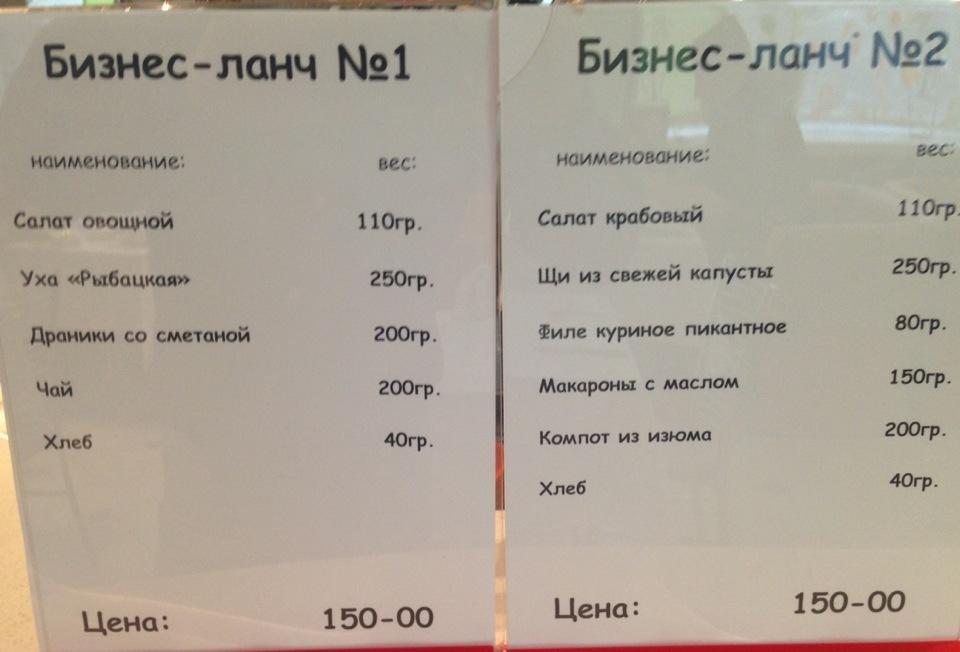 Бизнес-ланч №1
наименование: вес:
Салат овощной 110гр.
Уха «Рыбацкая» 250гр.
Драники со сметаной 200гр.
Чай 200гр.
Хлеб 40гр.
Цена: 150-00
Бизнес-ланч №2
наименование: вес:
Салат крабовый 110гр.
Щи из свежей капусты 250гр.
Филе куриное пикантное 80гр.
Макароны с маслом 150гр.
Компот из изюма 200гр.
Хлеб 40гр.
Цена: 150-00